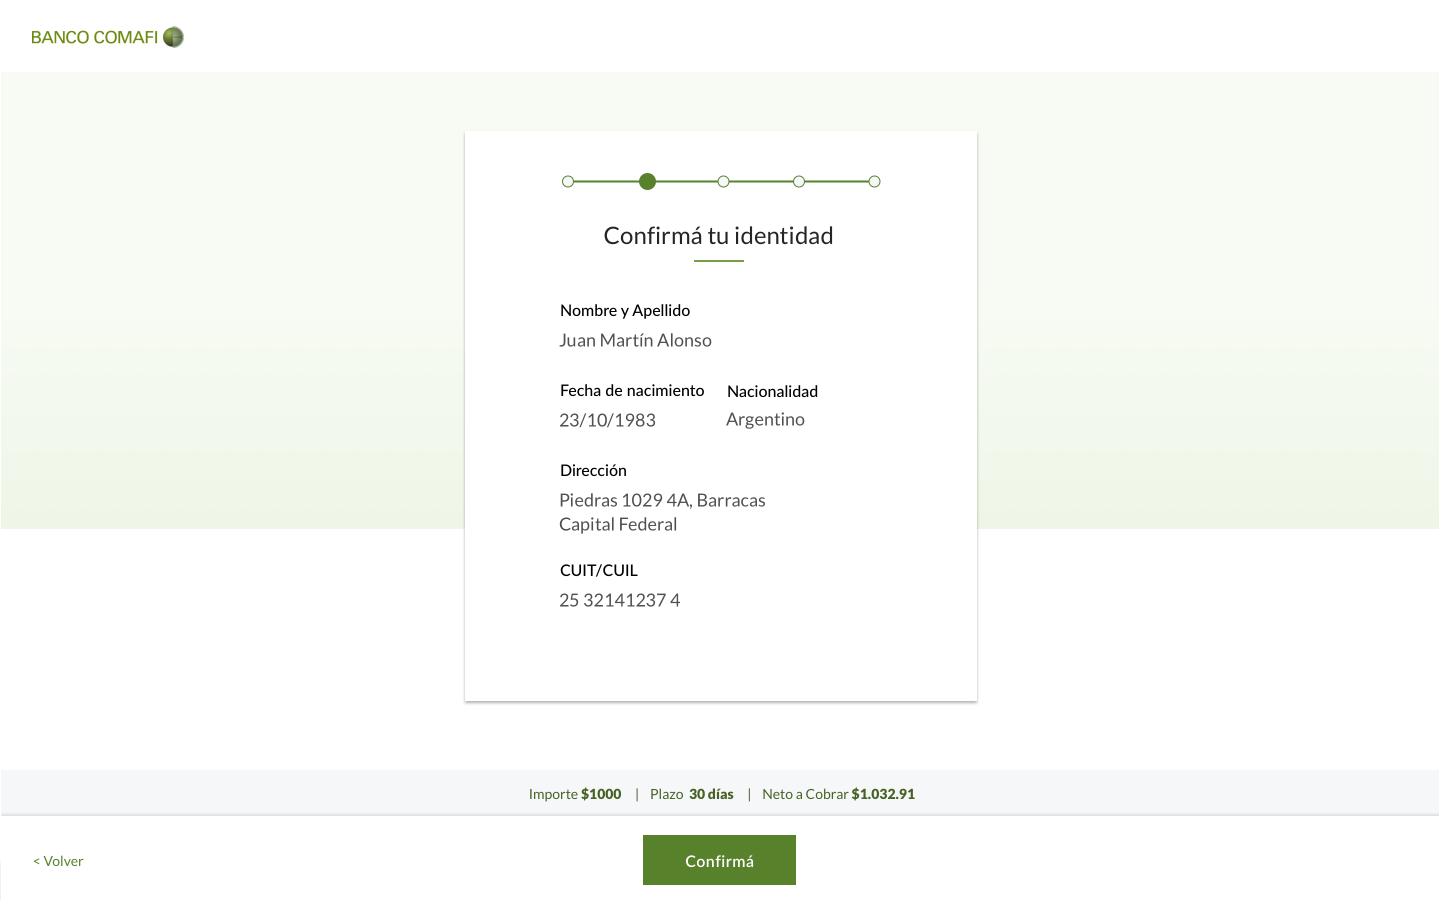 BANCO COMAFI
Confirmá tu identidad
Nombre y Apellido
Juan Martín Alonso
Fecha de nacimiento Nacionalidad
23/10/1983 Argentino
Dirección
Piedras 1029 4A, Barracas
Capital Federal
CUIT/CUIL
25 32141237 4
Importe $1000 | Plazo 30 días | Neto a Cobrar $1.032.91
< Volver
Confirmá